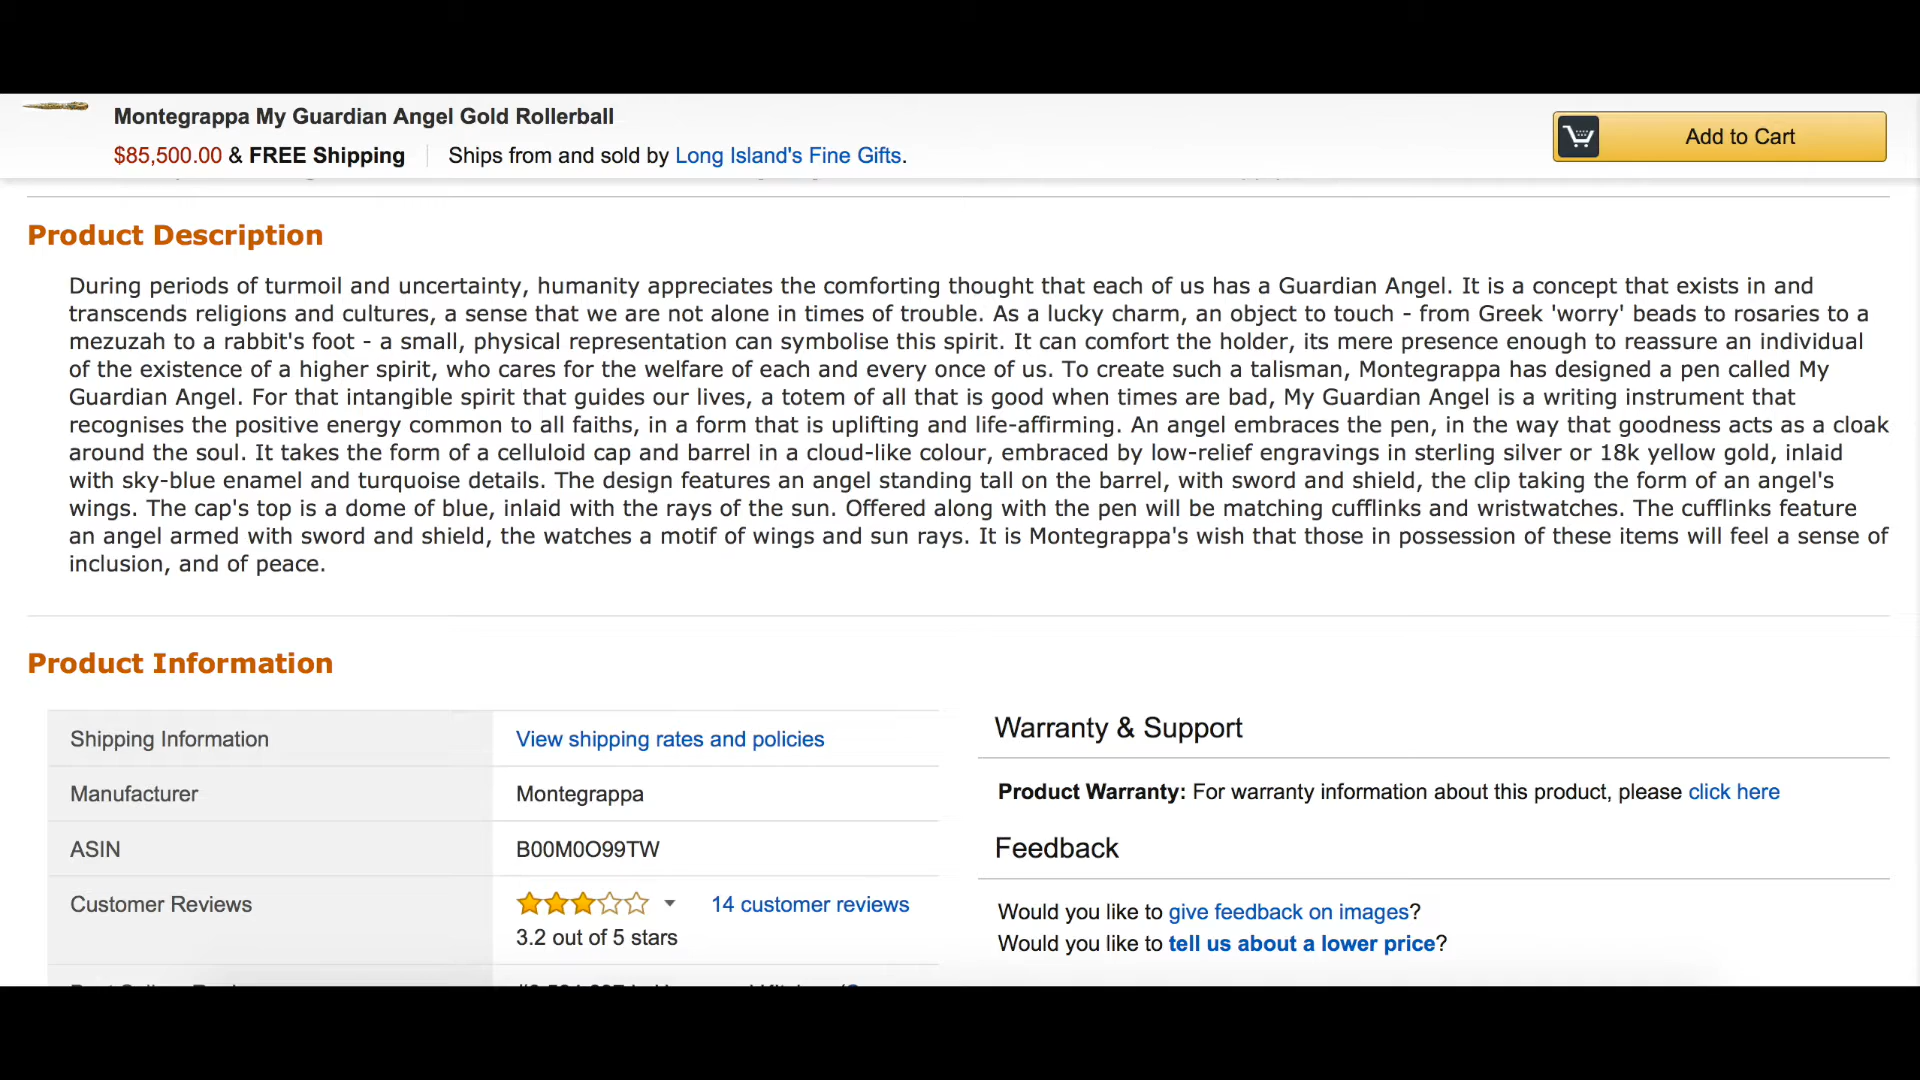 Montegrappa My Guardian Angel Gold Rollerball
$85,500.00 & FREE Shipping Ships from and sold by Long Island's Fine Gifts.
Add to Cart
Product Description
During periods of turmoil and uncertainty, humanity appreciates the comforting thought that each of us has a Guardian Angel. It is a concept that exists in and
transcends religions and cultures, a sense that we are not alone in times of trouble. As a lucky charm, an object to touch - from Greek 'worry' beads to rosaries to a
mezuzah to a rabbit's foot - a small, physical representation can symbolise this spirit. It can comfort the holder, its mere presence enough to reassure an individual
of the existence of a higher spirit, who cares for the welfare of each and every once of us. To create such a talisman, Montegrappa has designed a pen called My
Guardian Angel. For that intangible spirit that guides our lives, a totem of all that is good when times are bad, My Guardian Angel is a writing instrument that
recognises the positive energy common to all faiths, in a form that is uplifting and life-affirming. An angel embraces the pen, in the way that goodness acts as a cloak
around the soul. It takes the form of a celluloid cap and barrel in a cloud-like colour, embraced by low-relief engravings in sterling silver or 18k yellow gold, inlaid
with sky-blue enamel and turquoise details. The design features an angel standing tall on the barrel, with sword and shield, the clip taking the form of an angel's
wings. The cap's top is a dome of blue, inlaid with the rays of the sun. Offered along with the pen will be matching cufflinks and wristwatches. The cufflinks feature
an angel armed with sword and shield, the watches a motif of wings and sun rays. It is Montegrappa's wish that those in possession of these items will feel a sense of
inclusion, and of peace.
Product Information
Shipping Information View shipping rates and policies
Manufacturer Montegrappa
ASIN B00M0O99TW
Customer Reviews 14 customer reviews
3.2 out of 5 stars
Warranty & Support
Product Warranty: For warranty information about this product, please click here
Feedback
Would you like to give feedback on images?
Would you like to tell us about a lower price?